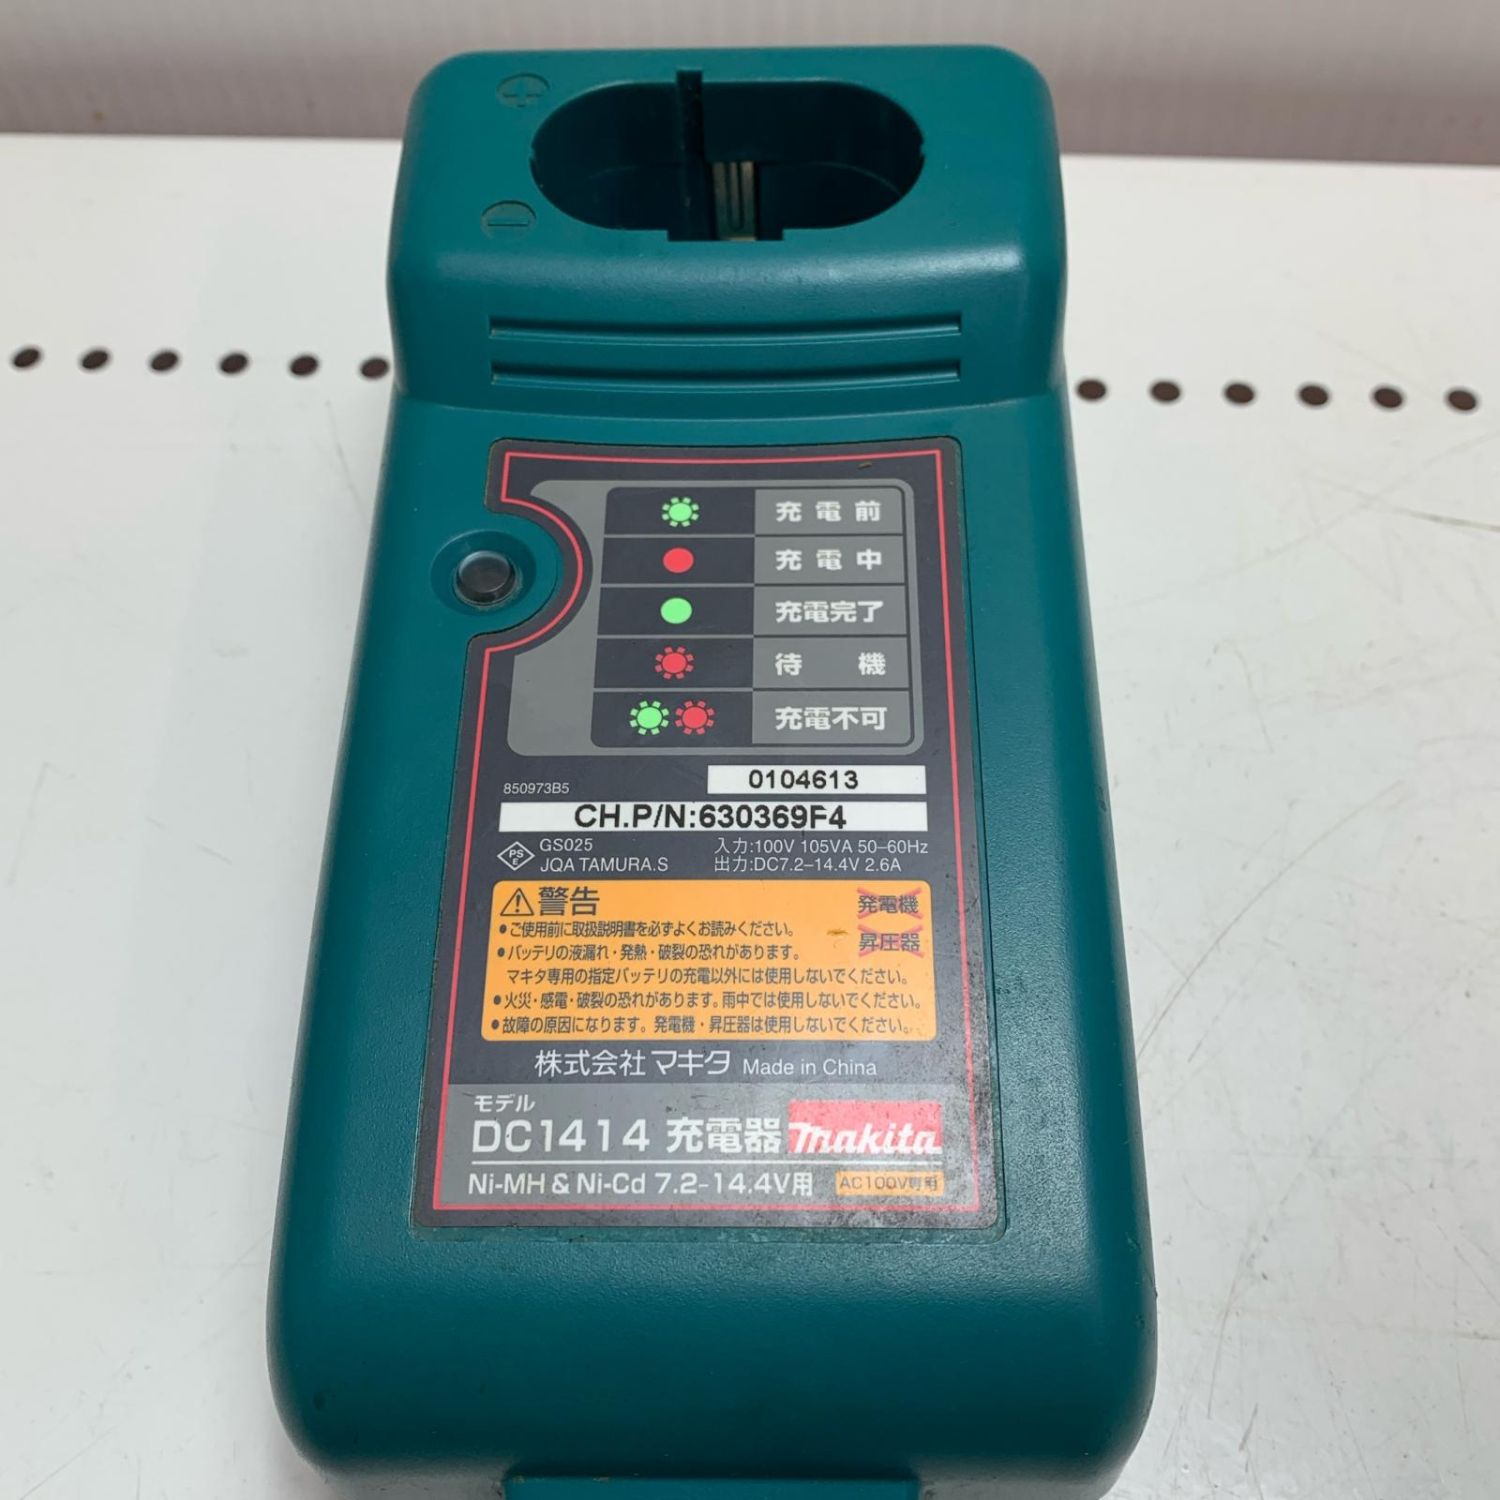 充電前
充電中
充電完了
待機
充電不可
850973B5
0104613
CH.P/N:630369F4
PS E
GS025
入力:100V 105VA 50–60Hz
JQA TAMURA.S
出力:DC7.2–14.4V 2.6A
警告
発電機
昇圧器
●ご使用前に取扱説明書を必ずよくお読みください。
●バッテリの液漏れ・発熱・破裂の恐れがあります。
マキタ専用の指定バッテリの充電以外には使用しないでください。
●火災・感電・破裂の恐れがあります。雨中では使用しないでください。
●故障の原因になります。発電機・昇圧器は使用しないでください。
株式会社 マキタ Made in China
モデル
DC1414 充電器 makita
Ni-MH & Ni-Cd 7.2-14.4V用 AC100V専用